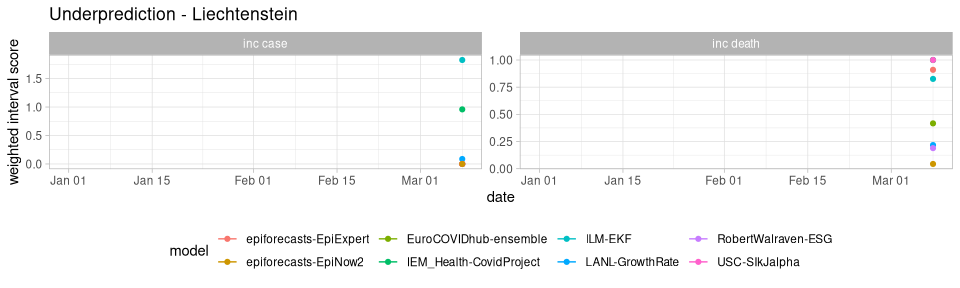 Underprediction - Liechtenstein
inc case
inc death
weighted interval score
1.5
1.0
0.5
0.0
1.00
0.75
0.50
0.25
0.00
Jan 01 Jan 15 Feb 01 Feb 15 Mar 01
Jan 01 Jan 15 Feb 01 Feb 15 Mar 01
date
model
epiforecasts-EpiExpert EuroCOVIDhub-ensemble ILM-EKF RobertWalraven-ESG
epiforecasts-EpiNow2 IEM_Health-CovidProject LANL-GrowthRate USC-SIkJalpha